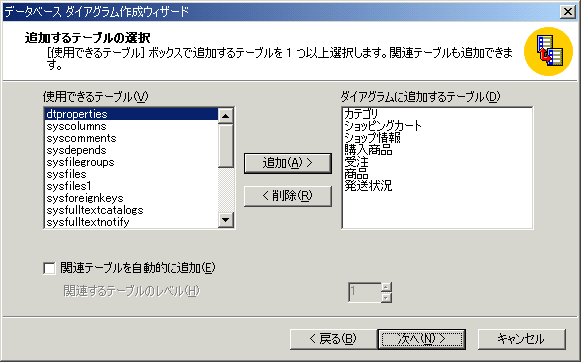 データベース ダイアグラム作成ウィザード
追加するテーブルの選択
[使用できるテーブル] ボックスで追加するテーブルを 1 つ以上選択します。関連テーブルも追加できま
す。
使用できるテーブル(V)
dtproperties
syscolumns
syscomments
sysdepends
sysfilegroups
sysfiles
sysfiles1
sysforeignkeys
sysfulltextcatalogs
sysfulltextnotify
追加(A) >
< 削除(R)
ダイアグラムに追加するテーブル(D)
カテゴリ
ショッピングカート
ショップ情報
購入商品
受注
商品
発送状況
関連テーブルを自動的に追加(E)
関連するテーブルのレベル(H)
1
< 戻る(B)
次へ(N) >
キャンセル